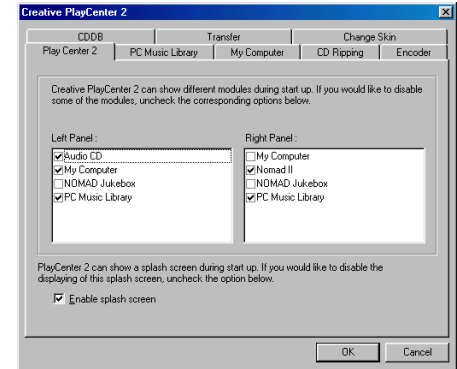 Creative PlayCenter 2
CDDB Transfer Change Skin
Play Center 2 PC Music Library My Computer CD Ripping Encoder
Creative PlayCenter 2 can show different modules during start up. If you would like to disable
some of the modules, uncheck the corresponding options below.
Left Panel : Right Panel :
Audio CD My Computer
My Computer Nomad II
NOMAD Jukebox NOMAD Jukebox
PC Music Library PC Music Library
PlayCenter 2 can show a splash screen during start up. If you would like to disable the
displaying of this splash screen, uncheck the option below.
Enable splash screen
OK Cancel